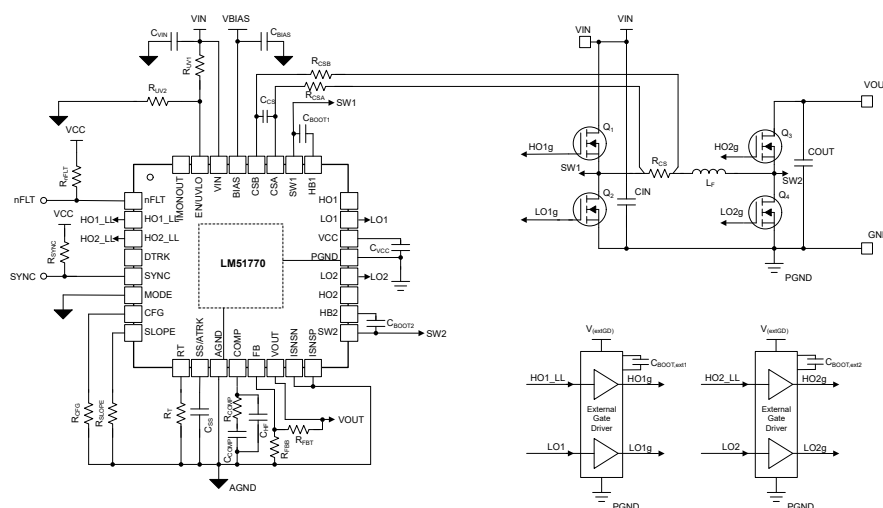 VIN
VBIAS
CVIN
CBIAS
RUV1
RUV2
RCSB
RCSA
CCS
SW1
CBOOT1
VCC
RnFLT
nFLT
HO1_LL
HO2_LL
VCC
RSYNC
SYNC
IMONOUT
EN/UVLO
VIN
BIAS
CSB
CSA
SW1
HB1
nFLT
HO1_LL
HO2_LL
DTRK
SYNC
MODE
CFG
SLOPE
LM51770
HO1
LO1
VCC
PGND
LO2
HO2
HB2
SW2
LO1
CVCC
LO2
CBOOT2
SW2
RT
SS/ATRK
AGND
COMP
FB
VOUT
ISNSN
ISNSP
RCFG
RSLOPE
RT
CSS
RCOMP
CCOMP
CHF
RFBB
RFBT
VOUT
AGND
VIN
VIN
Q1
HO1g
SW1
Q2
LO1g
CIN
RCS
LF
HO2g
Q3
SW2
Q4
LO2g
COUT
VOU
GN
PGND
V(extGD)
CBOOT,ext1
HO1_LL
HO1g
External
Gate
Driver
LO1
LO1g
PGND
V(extGD)
CBOOT,ext2
HO2_LL
HO2g
External
Gate
Driver
LO2
LO2g
PGND